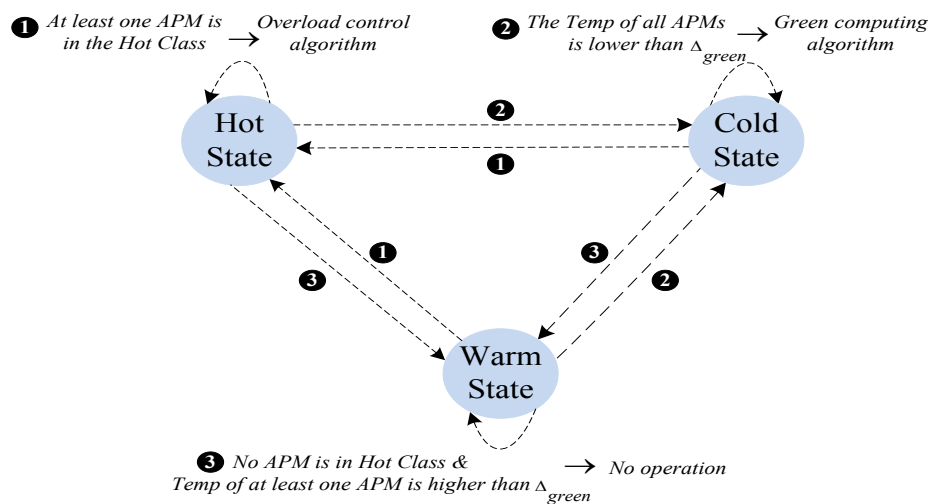 1 At least one APM is in the Hot Class → Overload control algorithm
2 The Temp of all APMs is lower than Δgreen → Green computing algorithm
Hot State
2
Cold State
1
3
1
3
2
Warm State
3 No APM is in Hot Class &
Temp of at least one APM is higher than Δgreen → No operation